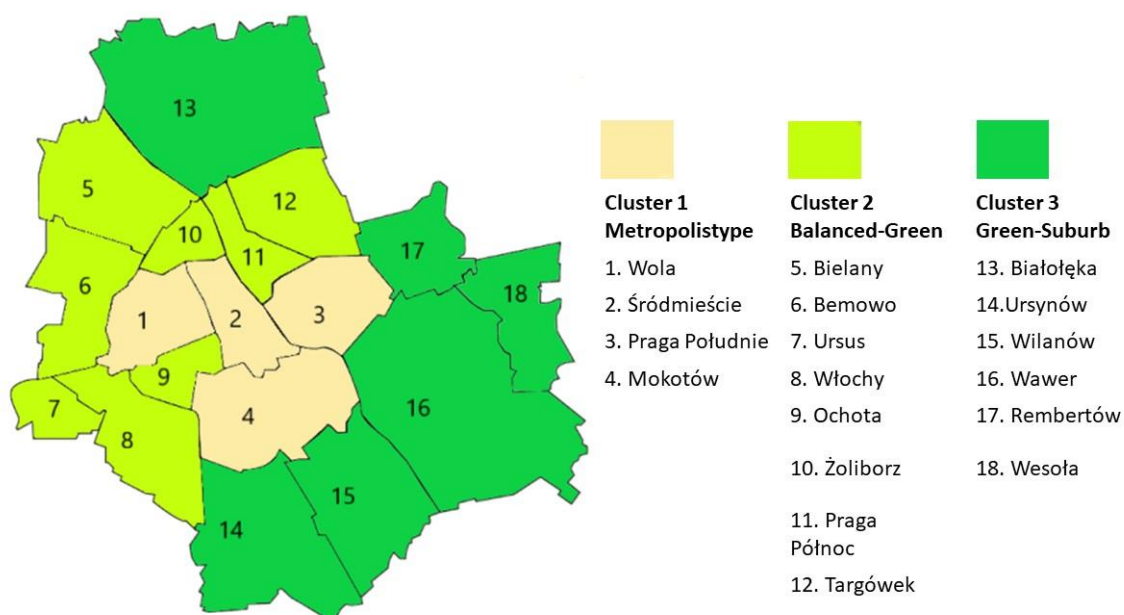 13
5
12
10
17
11
18
6
1
2
3
9
16
7
4
8
15
14
Cluster 1
Metropolistype
1. Wola
2. Śródmieście
3. Praga Południe
4. Mokotów
Cluster 2
Balanced-Green
5. Bielany
6. Bemowo
7. Ursus
8. Włochy
9. Ochota
10. Żoliborz
11. Praga
Północ
12. Targówek
Cluster 3
Green-Suburb
13. Białołęka
14.Ursynów
15. Wilanów
16. Wawer
17. Rembertów
18. Wesoła